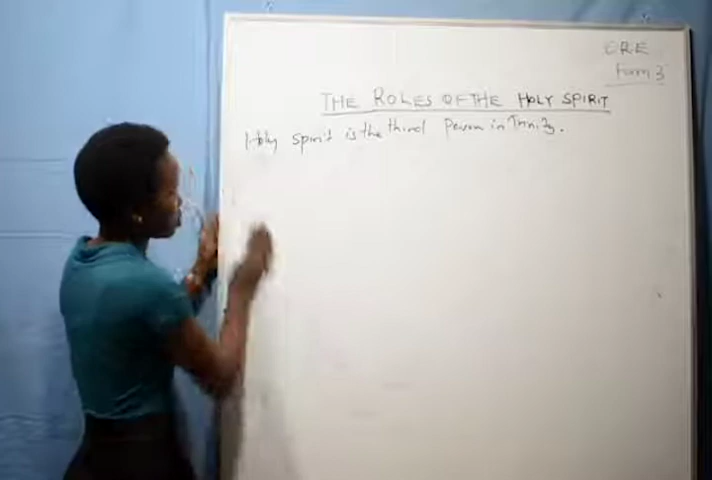 CRE
Form 3
THE ROLES OF THE HOLY SPIRIT
Holy spirit is the third Person in Trinity.